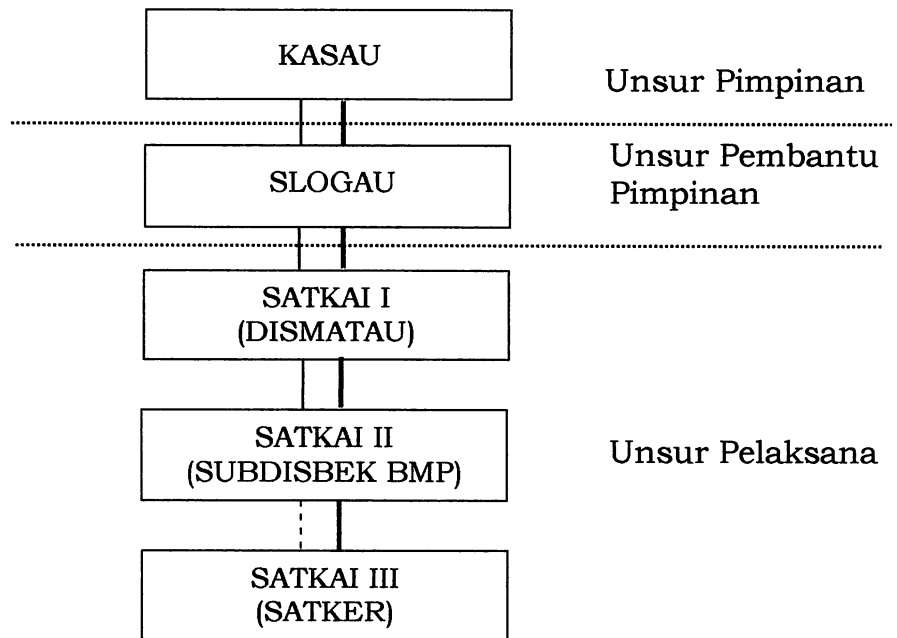 KASAU
Unsur Pimpinan
SLOGAU
Unsur Pembantu
Pimpinan
SATKAI I
(DISMATAU)
SATKAI II
(SUBDISBEK BMP)
Unsur Pelaksana
SATKAI III
(SATKER)